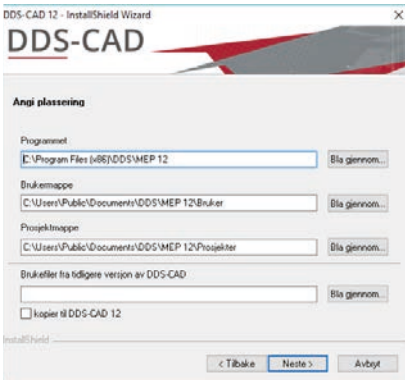 DDS-CAD 12 - InstallShield Wizard
DDS-CAD
Angi plassering
Programmet
C:\Program Files (x86)\DDS\MEP 12
Bla gjennom...
Brukermappe
C:\Users\Public\Documents\DDS\MEP 12\Bruker
Bla gjennom...
Prosjektmappe
C:\Users\Public\Documents\DDS\MEP 12\Prosjekter
Bla gjennom...
Brukefiler fra tidligere versjon av DDS-CAD
Bla gjennom...
kopier til DDS-CAD 12
InstallShield
< Tilbake Neste > Avbryt